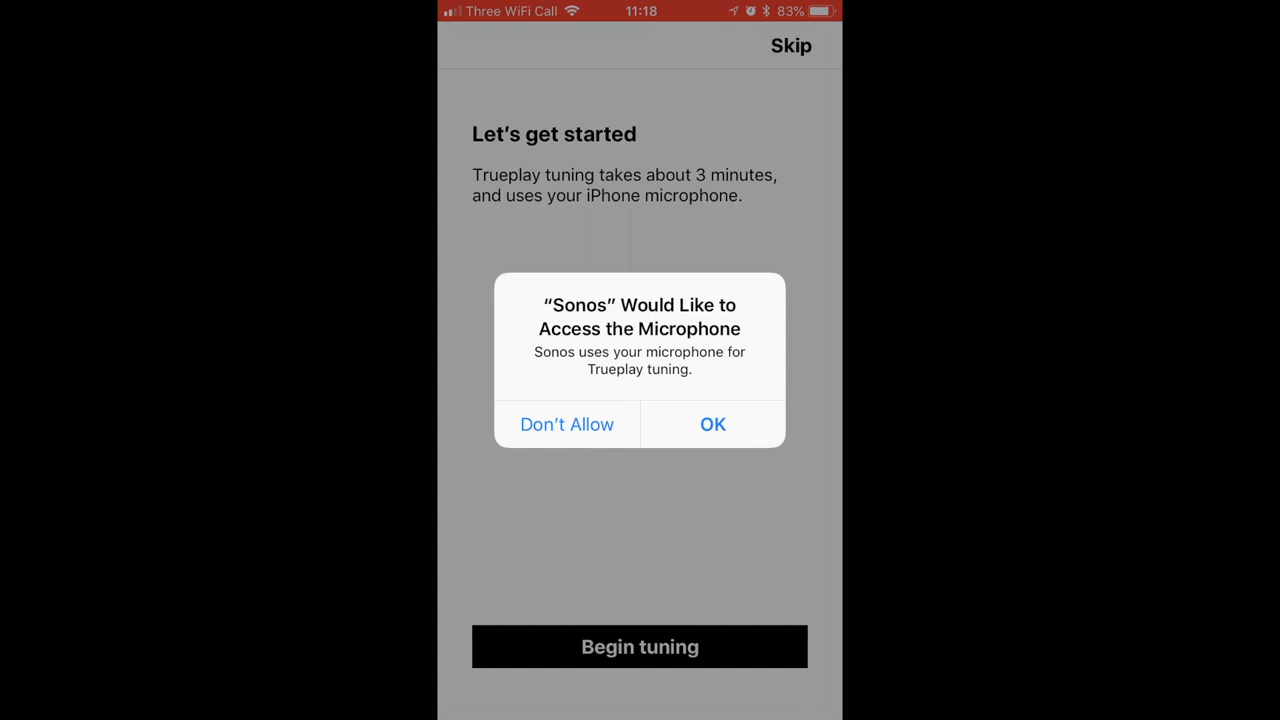 Three WiFi Call 11:18 83%
Skip
Let's get started
Trueplay tuning takes about 3 minutes,
and uses your iPhone microphone.
“Sonos” Would Like to
Access the Microphone
Sonos uses your microphone for
Trueplay tuning.
Don’t Allow OK
Begin tuning